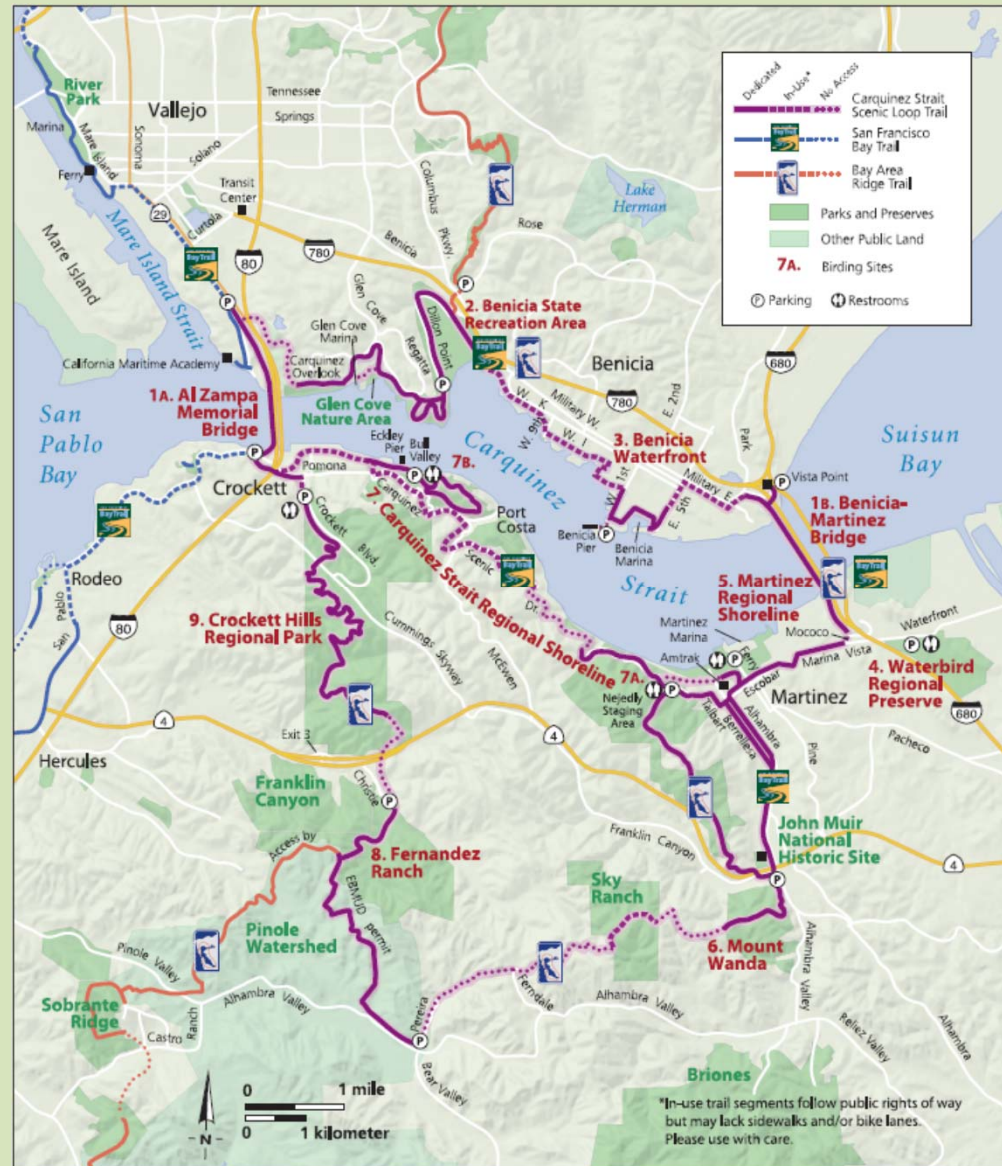 River
Park
Vallejo
Tennessee
Springs
Marina
Mare Island
Sonoma
Solano
Ferry
Transit
Center
29
Curtola
80
780
Columbus Pkwy.
Benicia
Rose
Lake
Herman
Dedicated
In-Use*
No Access
Carquinez Strait
Scenic Loop Trail
San Francisco
Bay Trail
Bay Area
Ridge Trail
Parks and Preserves
Other Public Land
7A. Birding Sites
P Parking
Restrooms
Mare Island
Mare Island Strait
BayTrail
P
California Maritime Academy
Glen Cove
Marina
Carquinez
Overlook
Glen Cove
Regatta
Dillon Point
P
P
Glen Cove
Nature Area
2. Benicia State
Recreation Area
Benicia
W. K
Military W.
W. 9th
W. I
780
E. 2nd
680
Park
San
Pablo
Bay
1A. Al Zampa
Memorial
Bridge
Carquinez
Strait
3. Benicia
Waterfront
W. 1st
E. 5th
Military E.
Vista Point
P
Suisun
Bay
1B. Benicia-
Martinez
Bridge
P
Benicia
Pier
Benicia
Marina
Eckley
Pier
Bull
Valley
7B.
P
Pomona
P
Crockett
P
Crockett
Blvd.
Port
Costa
7. Carquinez Strait Regional Shoreline
Carquinez
Scenic
Dr.
BayTrail
Rodeo
San Pablo
80
9. Crockett Hills
Regional Park
Cummings Skyway
McEwen
5. Martinez
Regional
Shoreline
Martinez
Marina
Mococo
Waterfront
P
Amtrak
P
Ferry
Marina Vista
Escobar
4. Waterbird
Regional
Preserve
7A.
Nejedly
Staging
Area
P
Martinez
680
Talbart
Berrellesa
Alhambra
Pine
Pacheco
4
Exit 3
4
Hercules
Franklin
Canyon
Christie
P
BayTrail
Franklin Canyon
John Muir
National
Historic Site
4
P
Access by
EBMUD permit
8. Fernandez
Ranch
Sky
Ranch
Pinole
Watershed
Pinole Valley
6. Mount
Wanda
Alhambra
Valley
Sobrante
Ridge
Castro
Ranch
Alhambra Valley
Pereira
P
Ferndale
Alhambra Valley
Reliez Valley
Alhambra
Bear Valley
Briones
0 1 mile
0 1 kilometer
-N-
*In-use trail segments follow public rights of way
but may lack sidewalks and/or bike lanes.
Please use with care.